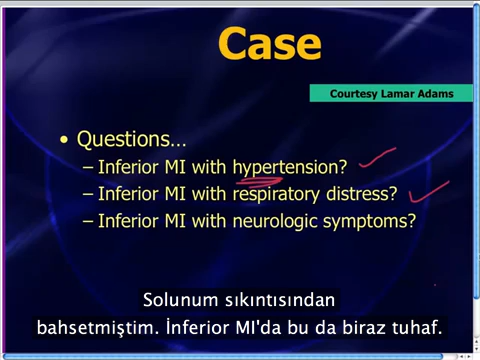 Case
Courtesy Lamar Adams
• Questions...
– Inferior MI with hypertension?
– Inferior MI with respiratory distress?
– Inferior MI with neurologic symptoms?
Solunum sıkıntısından
bahsetmiştim. İnferior MI'da bu da biraz tuhaf.